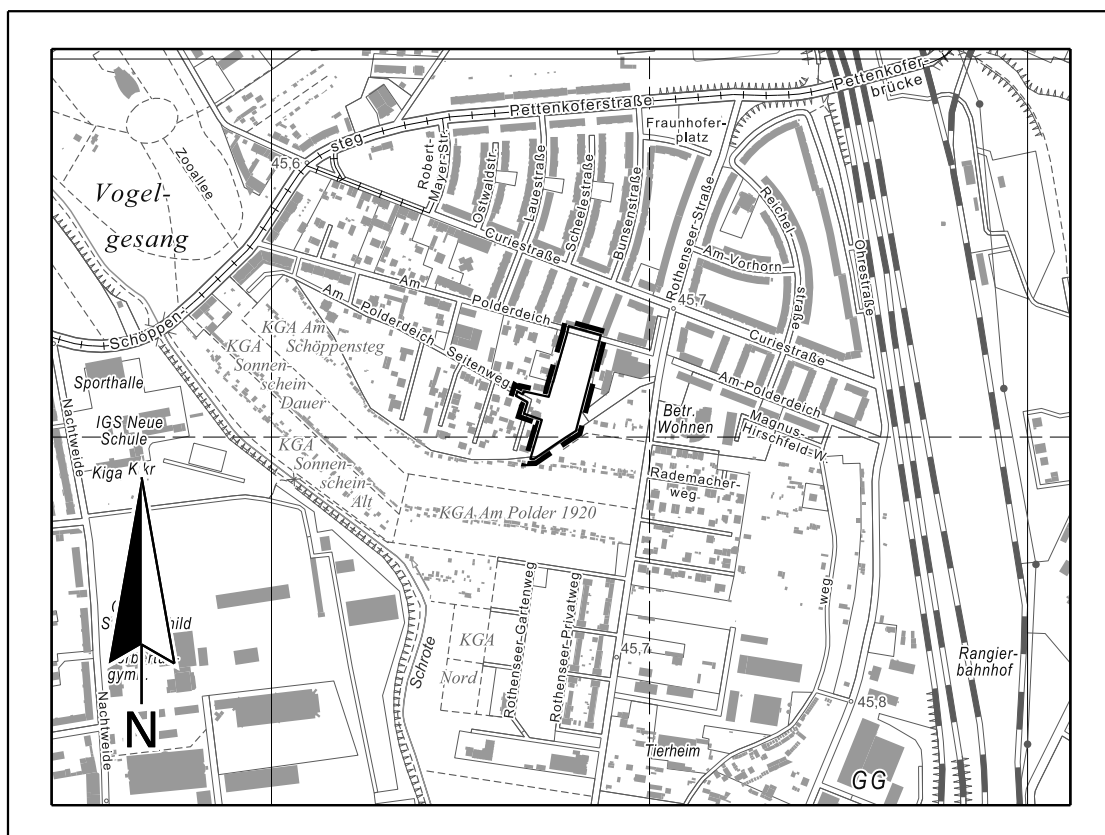 Pettenkofer-
brücke
Pettenkoferstraße
Fraunhofer-
platz
steg
45,6
Zooallee
Vogel-
gesang
Robert-
Mayer-Str.
Ostwaldstr.
Lauestraße
Scheelestraße
Bunsenstraße
Rothenseer-Straße
Reichel-
straße
Ohrestraße
Am-Vorhorn
Curiestraße
45,7
Curiestraße
Am Polderdeich
Am Polderdeich
Seitenweg
Am-Polderdeich
Schöppen-
KGA Am
Schöppensteg
KGA
Sonnen-
schein
Dauer
KGA
Sonnen-
schein-
Alt
Sporthalle
IGS Neue
Schule
Kiga
Nachtweide
Betr.
Wohnen
Magnus-
Hirschfeld-W.
Rademacher-
weg
KGA Am Polder 1920
weg
KGA
Nord
Rothenseer-Gartenweg
Rothenseer-Privatweg
45,7
Schrote
Rangier-
bahnhof
45,8
Tierheim
GG
gym.
Nachtweide
N